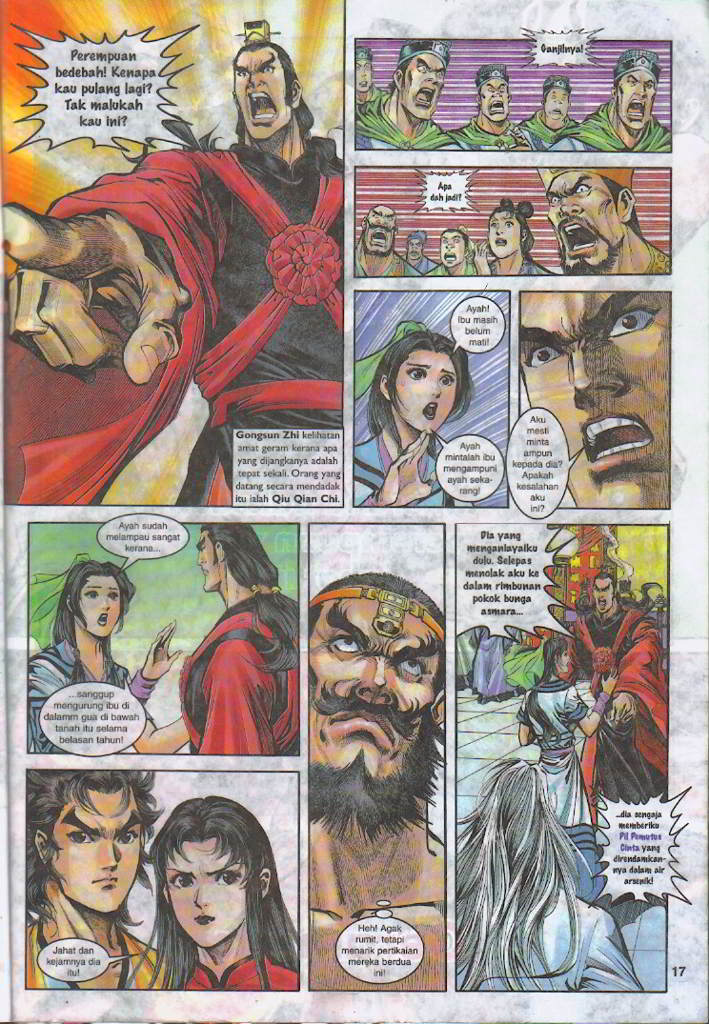 Perempuan
bedebah! Kenapa
kau pulang lagi?
Tak malukah
kau ini?
Gongsun Zhi kelihatan
amat geram kerana apa
yang dijangkanya adalah
tepat sekali. Orang yang
datang secara mendadak
itu ialah Qiu Qian Chi.
Ganjilnya!
Apa
dah jadi?
Ayah!
Ibu masih
belum
mati!
Ayah
mintalah ibu
mengampuni
ayah seka-
rang!
Aku
mesti
minta
ampun
kepada dia?
Apakah
kesalahan
aku
ini?
Ayah sudah
melampau sangat
kerana...
...sanggup
mengurung ibu di
dalamm gua di bawah
tanah itu selama
belasan tahun!
Jahat dan
kejamnya dia
itu!
Heh! Agak
rumit, tetapi
menarik pertikaian
mereka berdua
ini!
Dia yang
menganiayaiku
dulu. Selepas
menolak aku ke
dalam rimbunan
pokok bunga
asmara...
...dia sengaja
memberiku
Pil Pemutus
Cinta yang
direndamkan-
nya dalam air
arsenik!
17